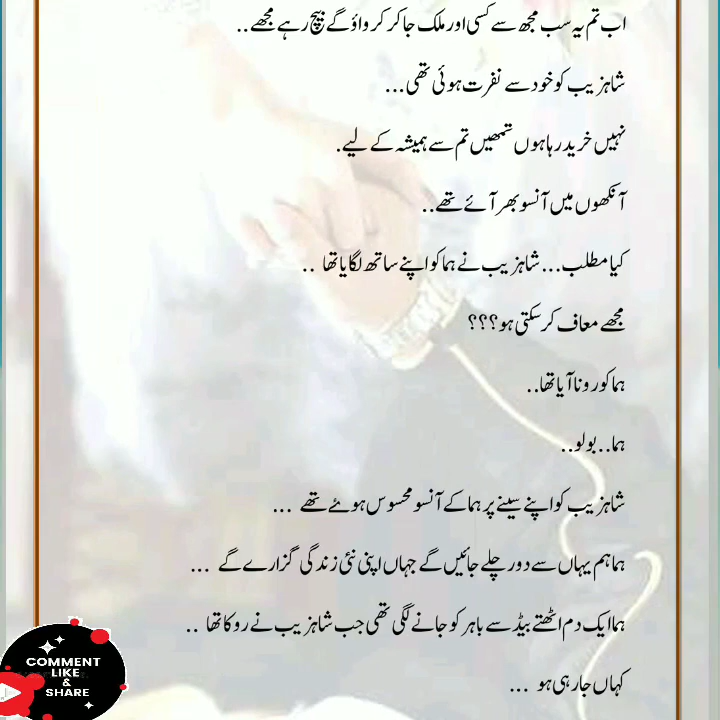 اب تم یہ سب مجھ سے کسی اور ملک جا کر کرواؤ گے بیچ رہے مجھے..
شاہزیب کو خود سے نفرت ہوئی تھی...
نہیں خرید رہا ہوں تمھیں تم سے ہمیشہ کے لیے.
آنکھوں میں آنسو بھر آئے تھے..
کیا مطلب... شاہزیب نے ہما کو اپنے ساتھ لگایا تھا ..
مجھے معاف کر سکتی ہو؟؟؟
ہما کو رونا آیا تھا..
ہما..بولو..
شاہزیب کو اپنے سینے پر ہما کے آنسو محسوس ہوئے تھے ...
ہما ہم یہاں سے دور چلے جائیں گے جہاں اپنی نئی زندگی گزارے گے ...
ہما ایک دم اٹھتے بیڈ سے باہر کو جانے لگی تھی جب شاہزیب نے روکا تھا ..
کہاں جا رہی ہو ...
COMMENT
LIKE
&
SHARE